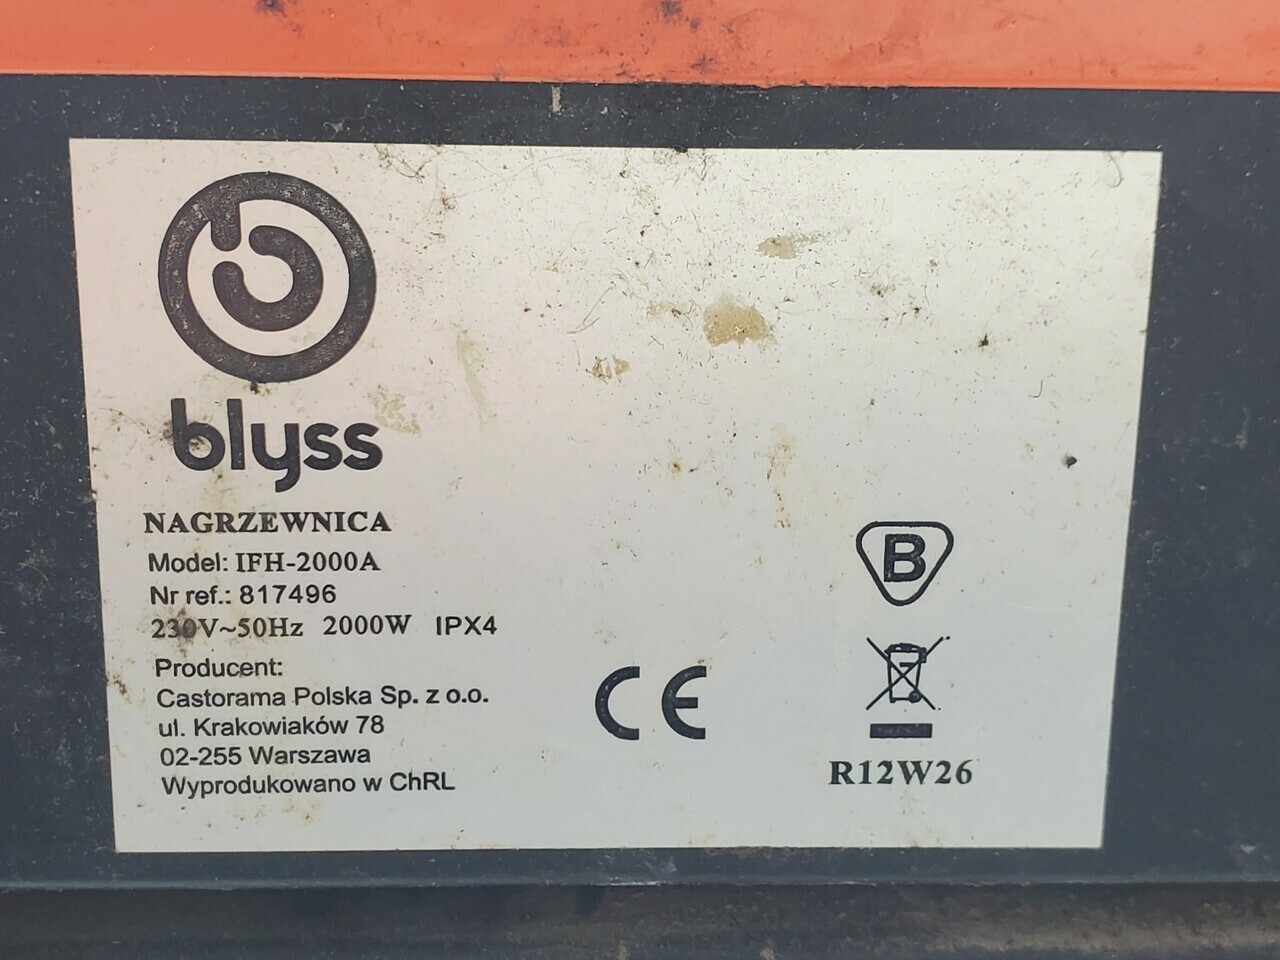 blyss
NAGRZEWNICA
Model: IFH-2000A
Nr ref.: 817496
230V~50Hz 2000W IPX4
Producent:
Castorama Polska Sp. z o.o.
ul. Krakowiaków 78
02-255 Warszawa
Wyprodukowano w ChRL
CE
B
R12W26